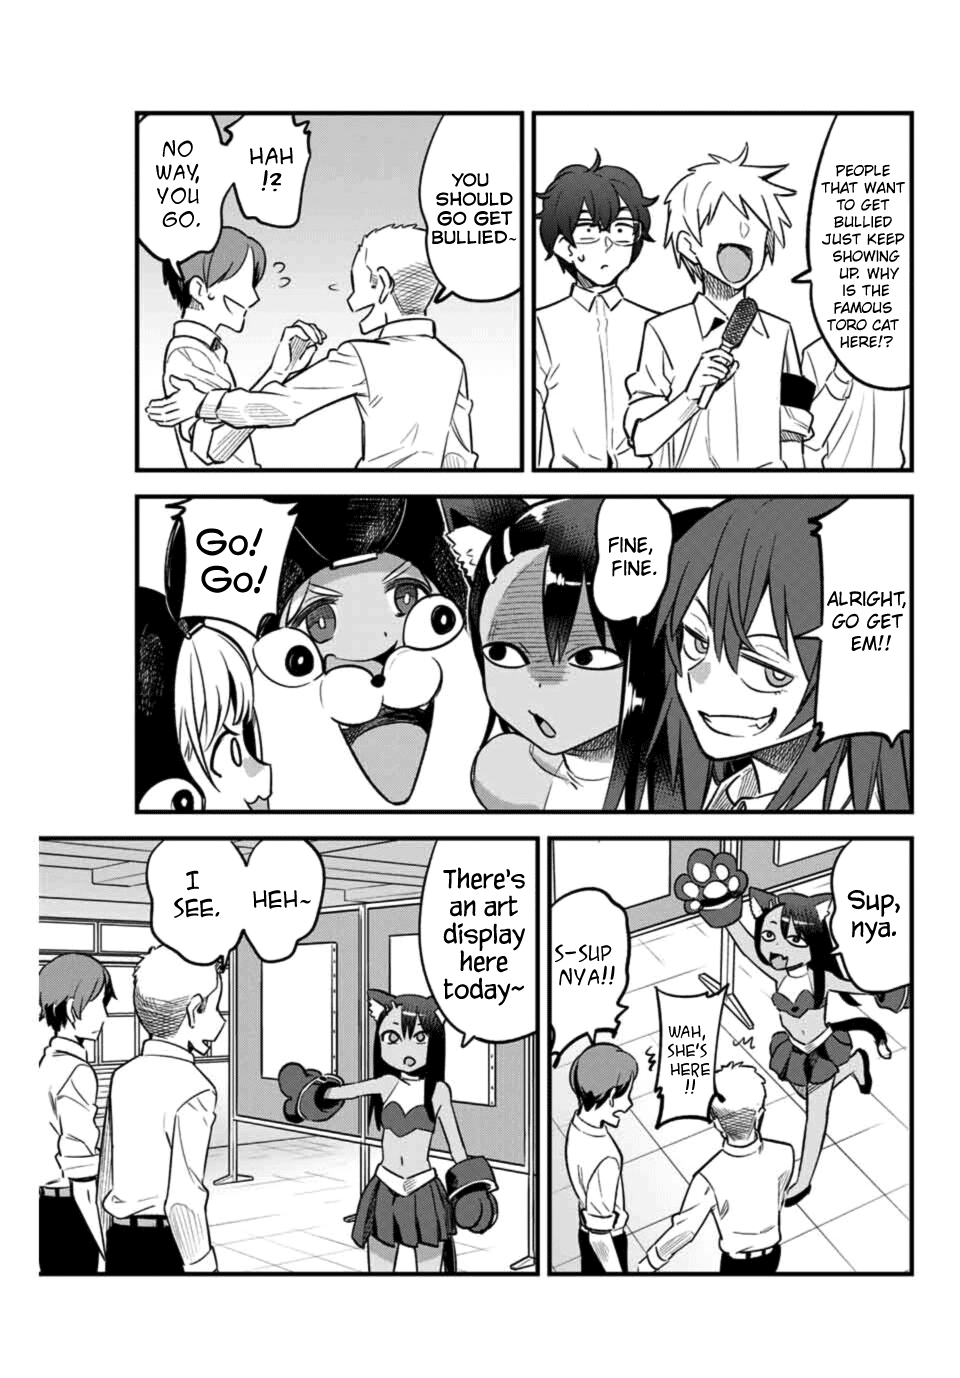 PEOPLE
THAT WANT
TO GET
BULLIED
JUST KEEP
SHOWING
UP. WHY
IS THE
FAMOUS
TORO CAT
HERE!?
YOU
SHOULD
GO GET
BULLIED~
HAH
!?
NO
WAY,
YOU
GO.
ALRIGHT,
GO GET
EM!!
FINE,
FINE.
Go!
Go!
Sup,
nya.
S-SUP
NYA!!
WAH,
SHE'S
HERE
!!
There's
an art
display
here
today~
HEH~
I
SEE.